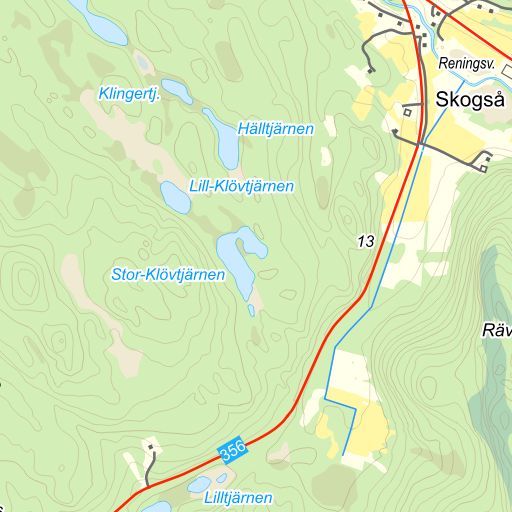 Reningsv.
Klingertj.
Skogså
Hälltjärnen
Lill-Klövtjärnen
13
Stor-Klövtjärnen
Räv
356
Lilltjärnen